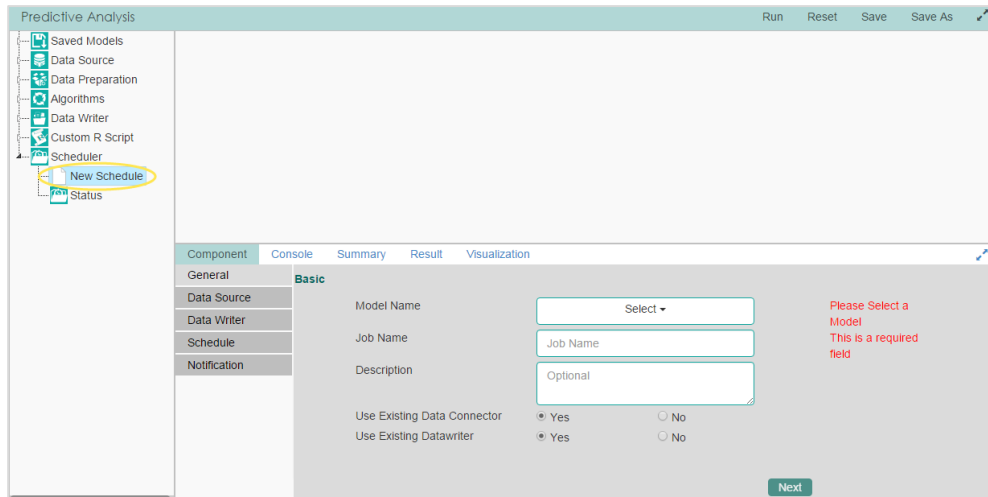 Predictive Analysis
Run Reset Save Save As
Saved Models
Data Source
Data Preparation
Algorithms
Data Writer
Custom R Script
Scheduler
New Schedule
Status
Component Console Summary Result Visualization
General
Data Source
Data Writer
Schedule
Notification
Basic
Model Name Select
Please Select a
Model
Job Name Job Name
This is a required
field
Description Optional
Use Existing Data Connector Yes No
Use Existing Datawriter Yes No
Next